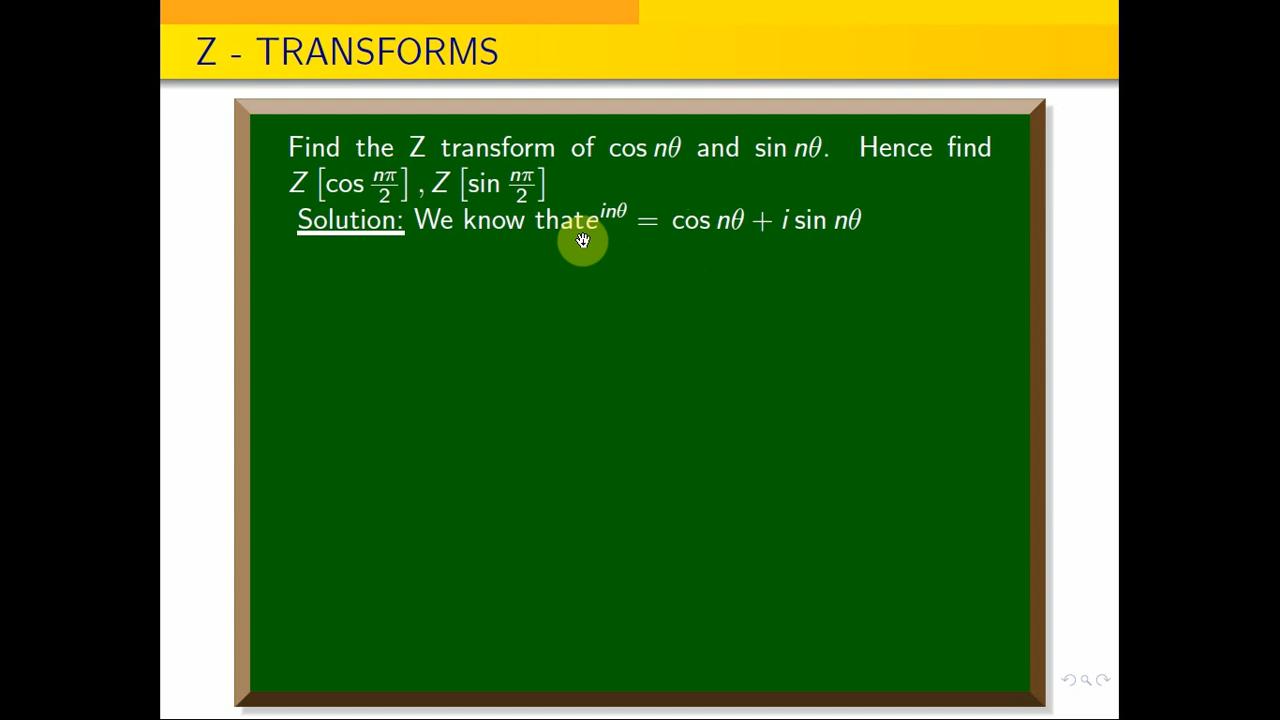 Z - TRANSFORMS
Find the Z transform of cos nθ and sin nθ. Hence find
Z [cos nπ/2] , Z [sin nπ/2]
Solution: We know thate^{inθ} = cos nθ + i sin nθ